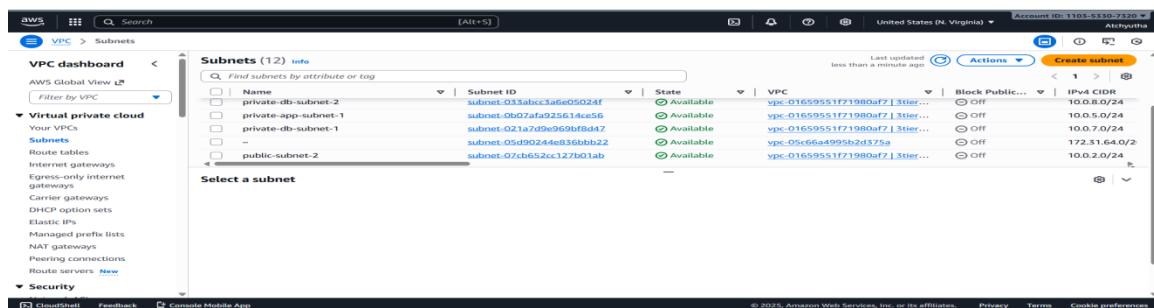 aws Search [Alt+S] United States (N. Virginia) Account ID: 1103-5330-7320
Atchyutha
VPC > Subnets
VPC dashboard
AWS Global View
Filter by VPC
Virtual private cloud
Your VPCs
Subnets
Route tables
Internet gateways
Egress-only internet
gateways
Carrier gateways
DHCP option sets
Elastic IPs
Managed prefix lists
NAT gateways
Peering connections
Route servers New
Security
Subnets (12) Info
Last updated
less than a minute ago
Actions
Create subnet
Find subnets by attribute or tag
1
Name Subnet ID State VPC Block Public... IPv4 CIDR
private-db-subnet-2 subnet-033abcc3a6e05024f Available vpc-01659551f71980af7 | 3tier... Off 10.0.8.0/24
private-app-subnet-1 subnet-0b07afa925614ce56 Available vpc-01659551f71980af7 | 3tier... Off 10.0.5.0/24
private-db-subnet-1 subnet-021a7d9e969bf8d47 Available vpc-01659551f71980af7 | 3tier... Off 10.0.7.0/24
– subnet-05d90244e836bbb22 Available vpc-05c66a4995b2d375a Off 172.31.64.0/2
public-subnet-2 subnet-07cb652cc127b01ab Available vpc-01659551f71980af7 | 3tier... Off 10.0.2.0/24
Select a subnet
CloudShell Feedback Console Mobile App © 2025, Amazon Web Services, Inc. or its affiliates. Privacy Terms Cookie preferences